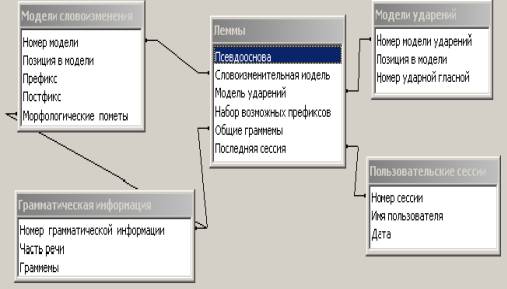 Модели словоизменения
Номер модели
Позиция в модели
Префикс
Постфикс
Морфологические пометы
Леммы
Псевдооснова
Словоизменительная иодель
Модель ударений
Набор возможных префиксов
Общие граммемы
Последняя сессия
Модели ударений
Номер модели ударений
Позиция в модели
Номер ударной гласной
Грамматическая информация
Номер грамматической информации
Часть речи
Граммемы
Пользовательские сессии
Номер сессии
Имя пользователя
Дата